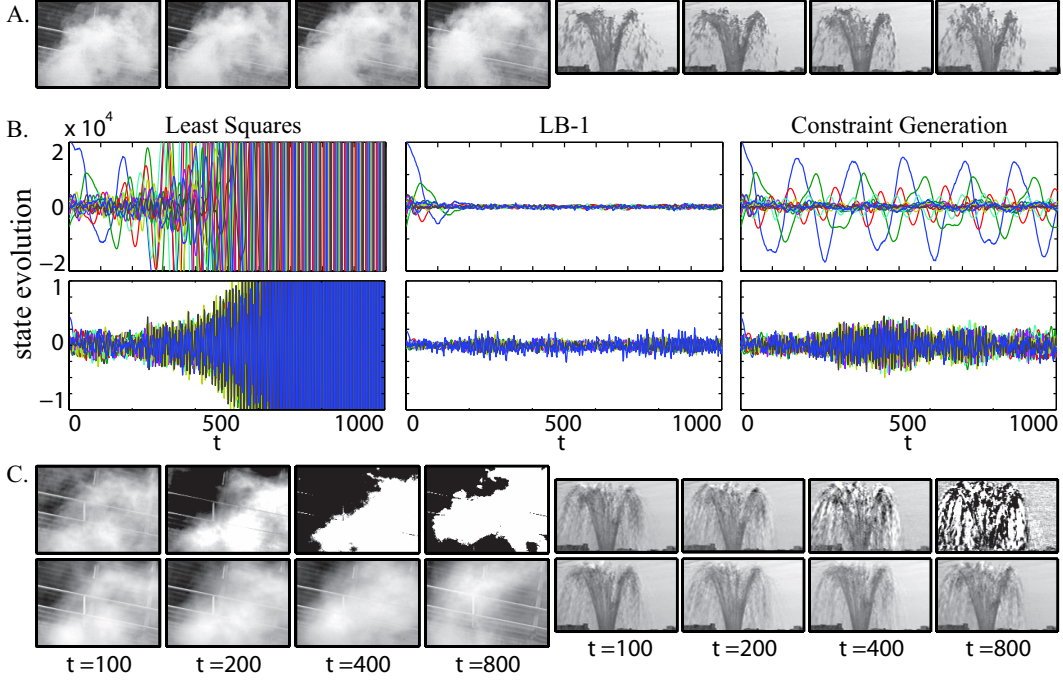 A.
B.
x 10^4
Least Squares
LB-1
Constraint Generation
state evolution
2
0
−2
1
0
−1
0 500 1000
0 500 1000
0 500 1000
t
t
t
C.
t =100 t =200 t =400 t =800 t =100 t =200 t =400 t =800